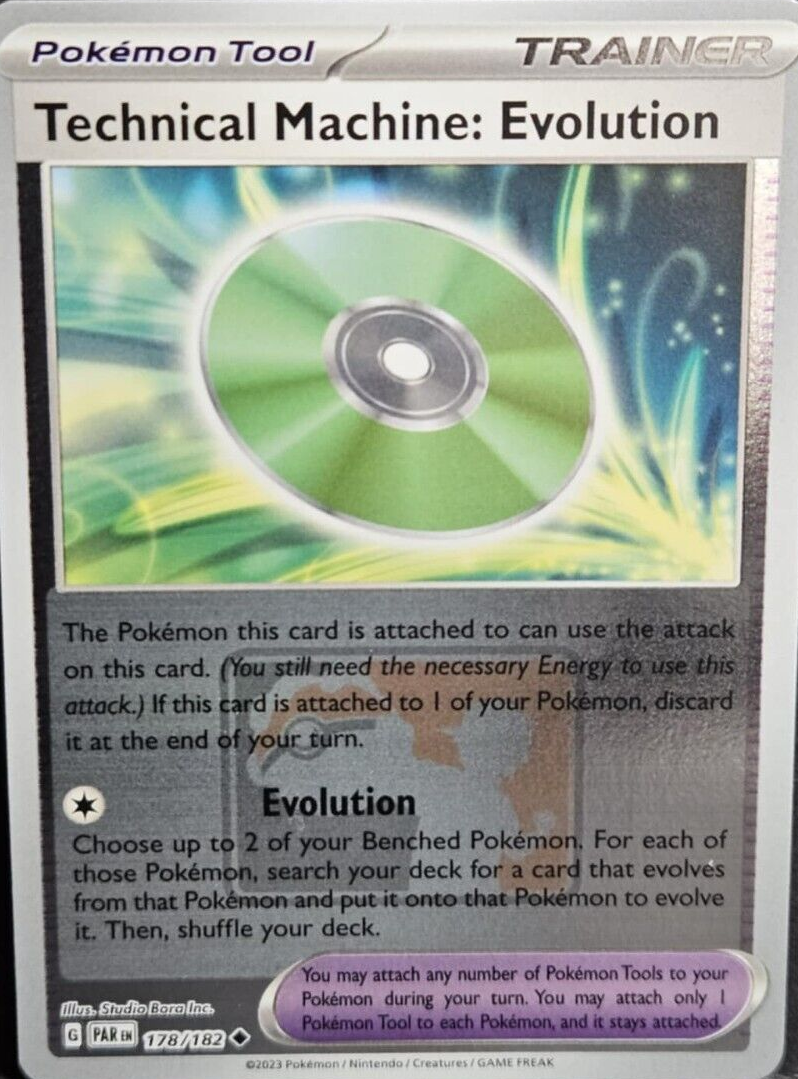 Pokémon Tool
TRAINER
Technical Machine: Evolution
The Pokémon this card is attached to can use the attack
on this card. (You still need the necessary Energy to use this
attack.) If this card is attached to 1 of your Pokémon, discard
it at the end of your turn.
Evolution
Choose up to 2 of your Benched Pokémon. For each of
those Pokémon, search your deck for a card that evolves
from that Pokémon and put it onto that Pokémon to evolve
it. Then, shuffle your deck.
You may attach any number of Pokémon Tools to your
Pokémon during your turn. You may attach only 1
Pokémon Tool to each Pokémon, and it stays attached.
Illus. Studio Bora Inc.
G PAR EN 178/182
©2023 Pokémon / Nintendo / Creatures / GAME FREAK